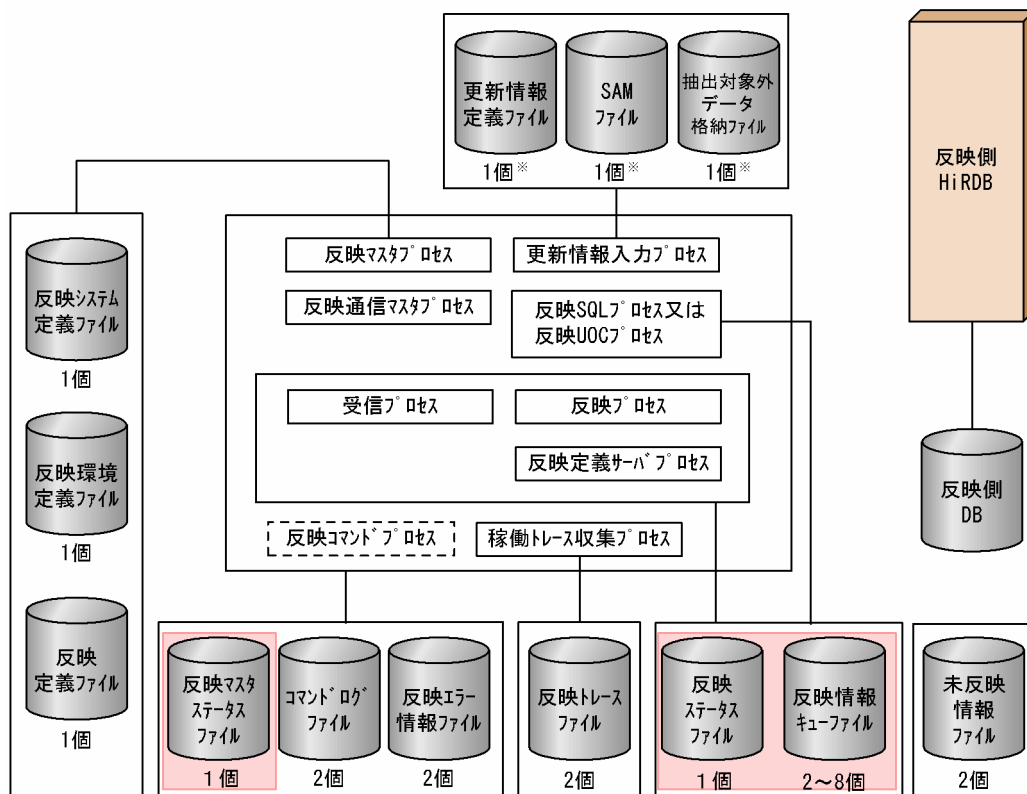 更新情報
定義ファイル
1個※
SAM
ファイル
1個※
抽出対象外
データ
格納ファイル
1個※
反映側
HiRDB
反映側
DB
反映システム
定義ファイル
1個
反映環境
定義ファイル
1個
反映
定義ファイル
1個
反映マスタプロセス
更新情報入力プロセス
反映通信マスタプロセス
反映SQLプロセス又は
反映UOCプロセス
受信プロセス
反映プロセス
反映定義サーバプロセス
反映コマンドプロセス
稼働トレース収集プロセス
反映マスタ
ステータス
ファイル
1個
コマンドログ
ファイル
2個
反映エラー
情報ファイル
2個
反映トレース
ファイル
2個
反映
ステータス
ファイル
1個
反映情報
キューファイル
2～8個
未反映
情報
ファイル
2個